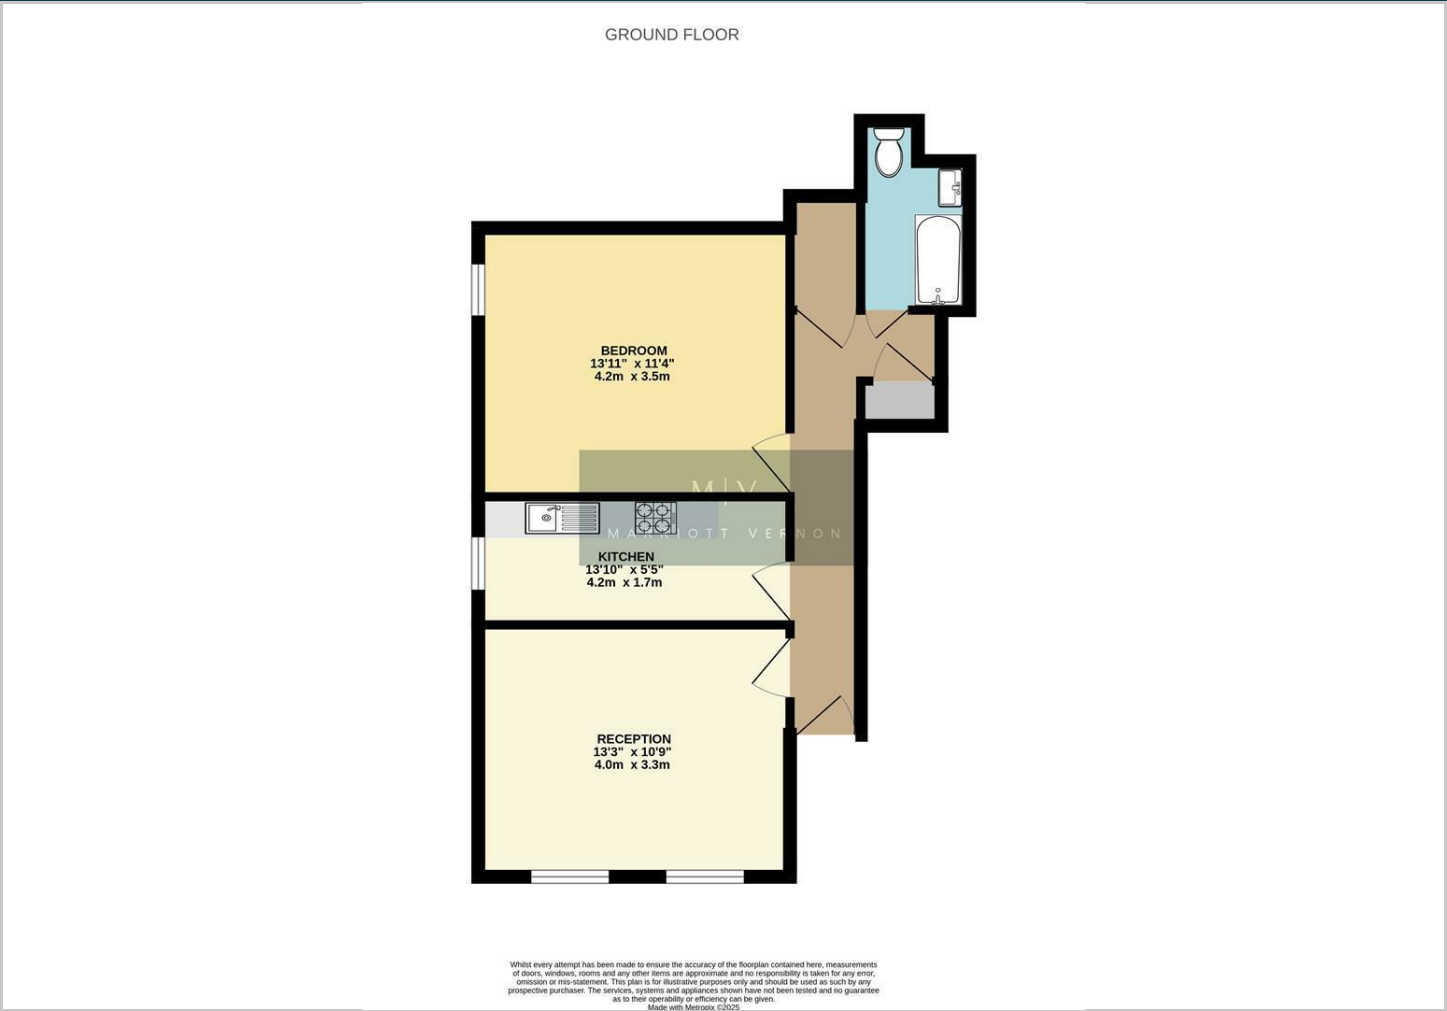 GROUND FLOOR
BEDROOM
13'11" x 11'4"
4.2m x 3.5m
M|V
MARRIOTT VERNON
KITCHEN
13'10" x 5'5"
4.2m x 1.7m
RECEPTION
13'3" x 10'9"
4.0m x 3.3m
Whilst every attempt has been made to ensure the accuracy of the floorplan contained here, measurements
of doors, windows, rooms and any other items are approximate and no responsibility is taken for any error,
omission or mis-statement. This plan is for illustrative purposes only and should be used as such by any
prospective purchaser. The services, systems and appliances shown have not been tested and no guarantee
as to their operability or efficiency can be given.
Made with Metropix ©2025